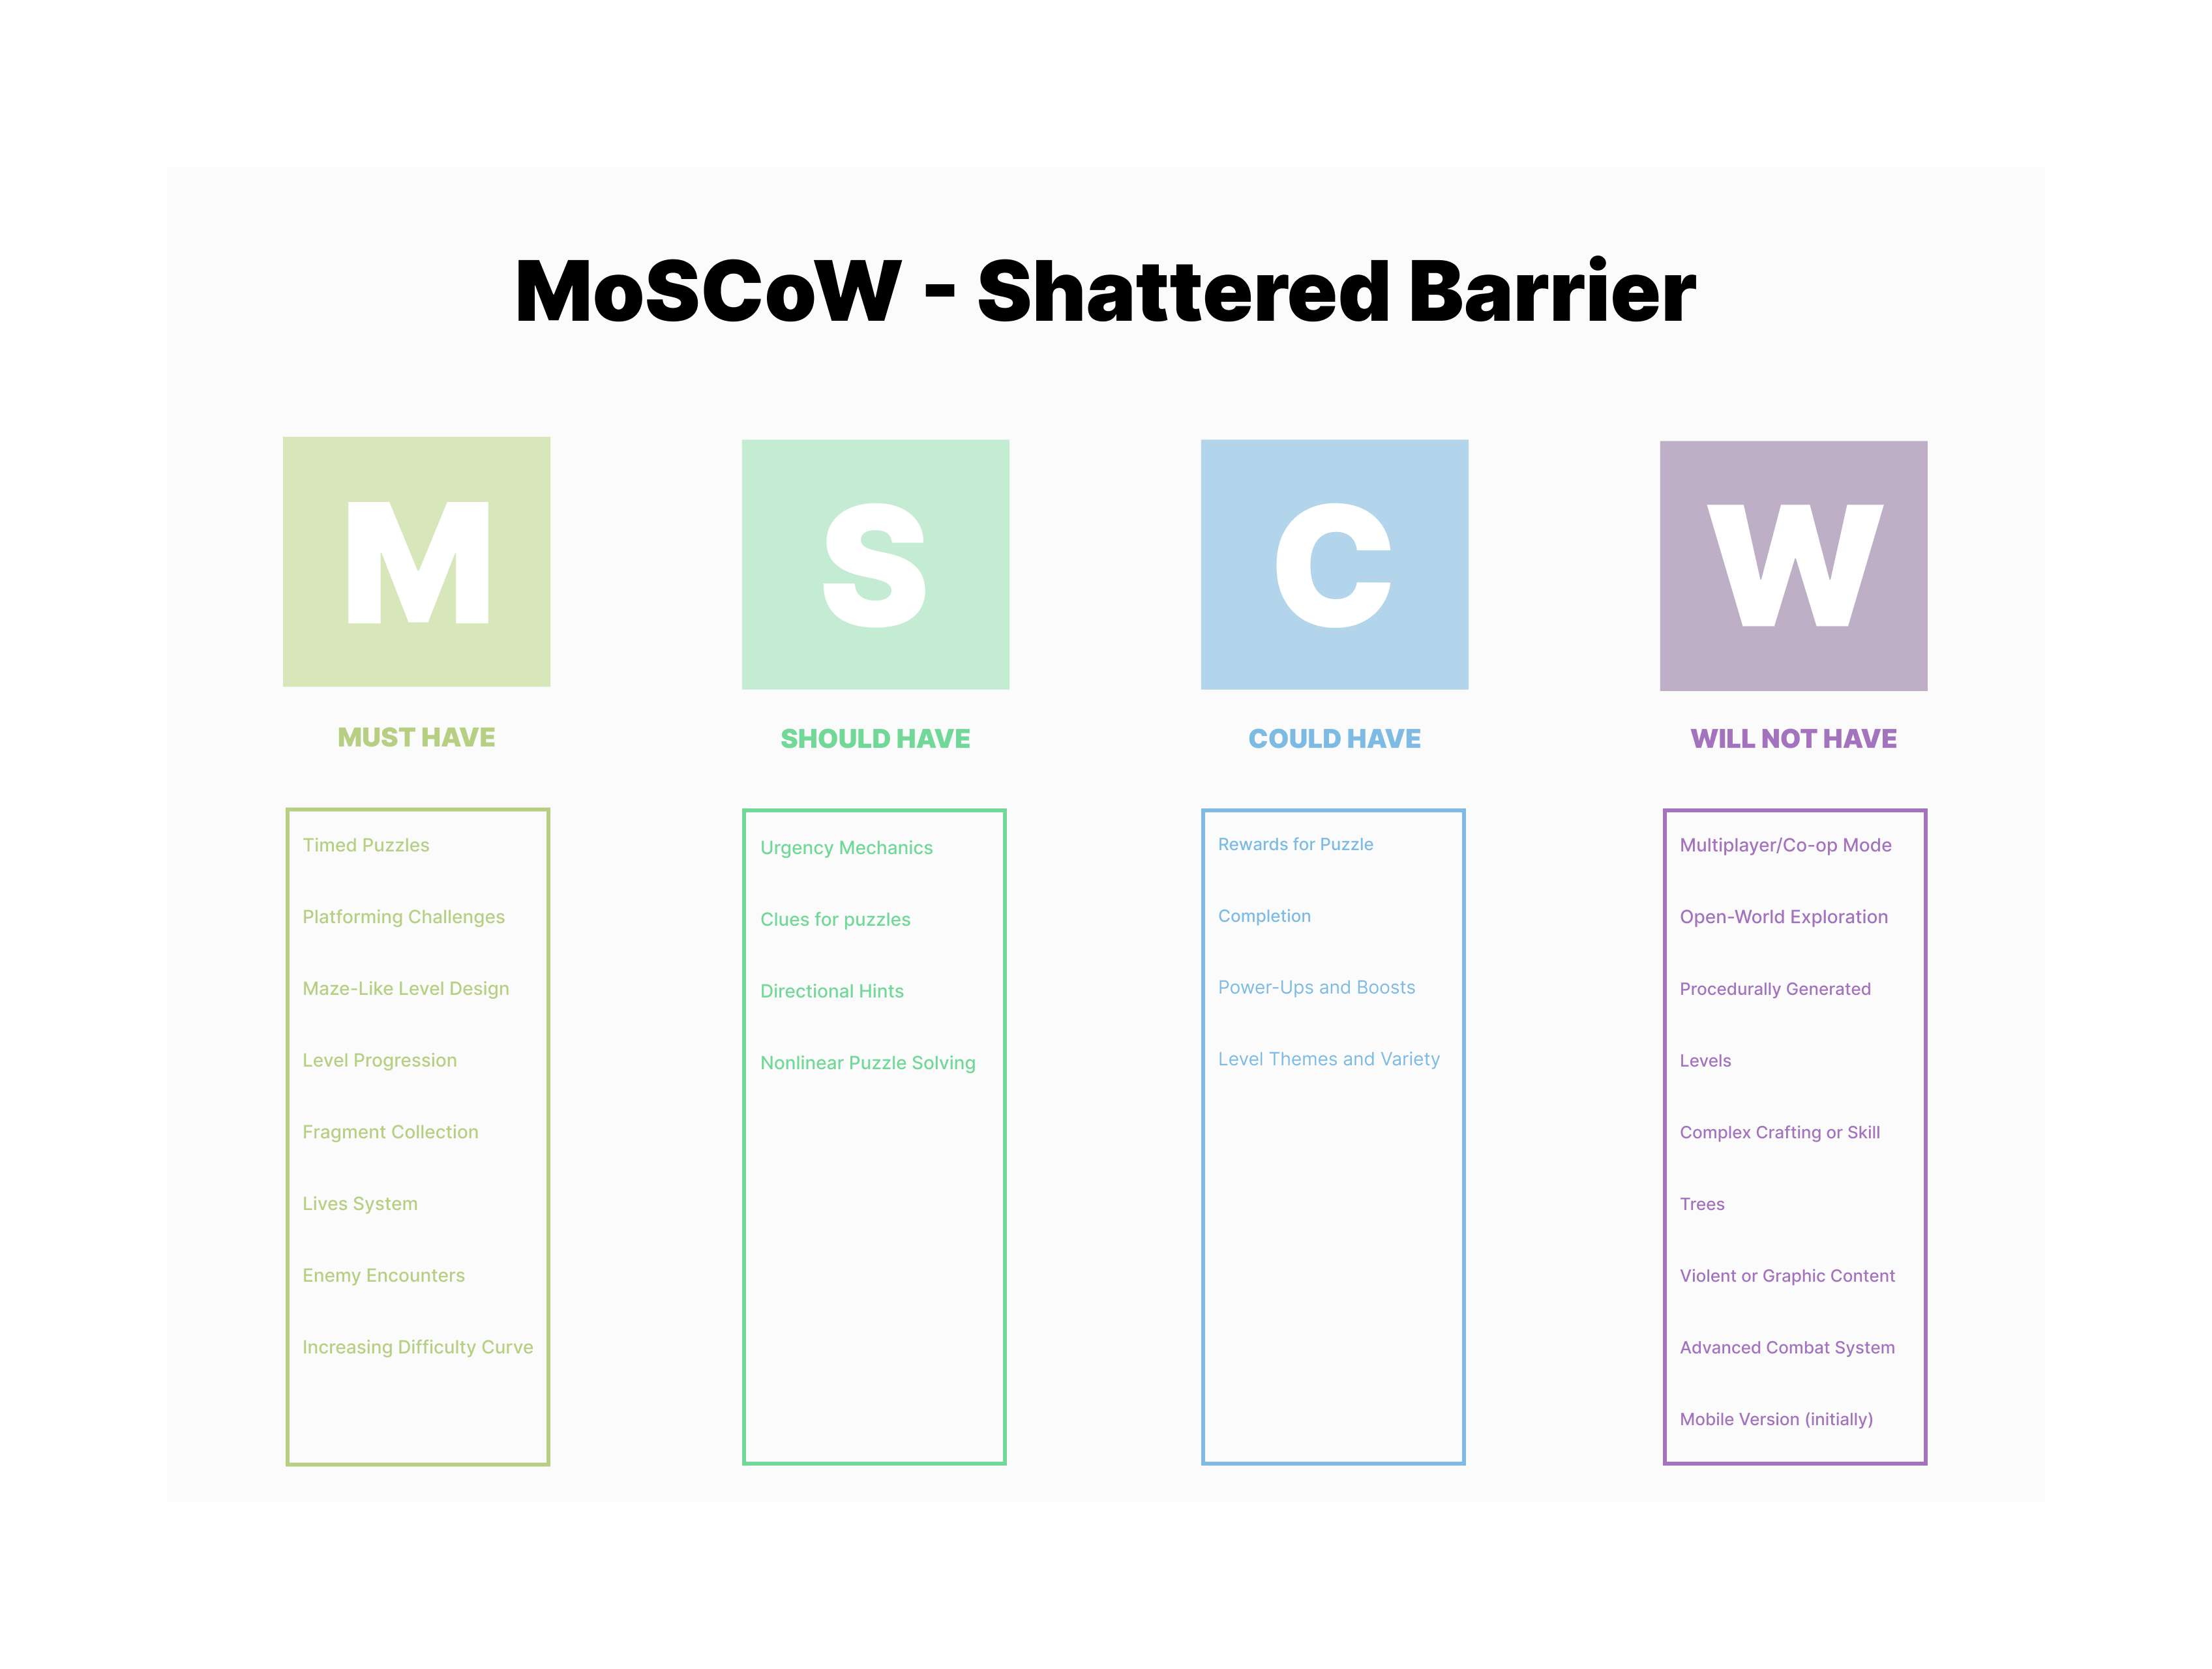 MoSCoW - Shattered Barrier
M
MUST HAVE
Timed Puzzles
Platforming Challenges
Maze-Like Level Design
Level Progression
Fragment Collection
Lives System
Enemy Encounters
Increasing Difficulty Curve
S
SHOULD HAVE
Urgency Mechanics
Clues for puzzles
Directional Hints
Nonlinear Puzzle Solving
C
COULD HAVE
Rewards for Puzzle
Completion
Power-Ups and Boosts
Level Themes and Variety
W
WILL NOT HAVE
Multiplayer/Co-op Mode
Open-World Exploration
Procedurally Generated
Levels
Complex Crafting or Skill
Trees
Violent or Graphic Content
Advanced Combat System
Mobile Version (initially)